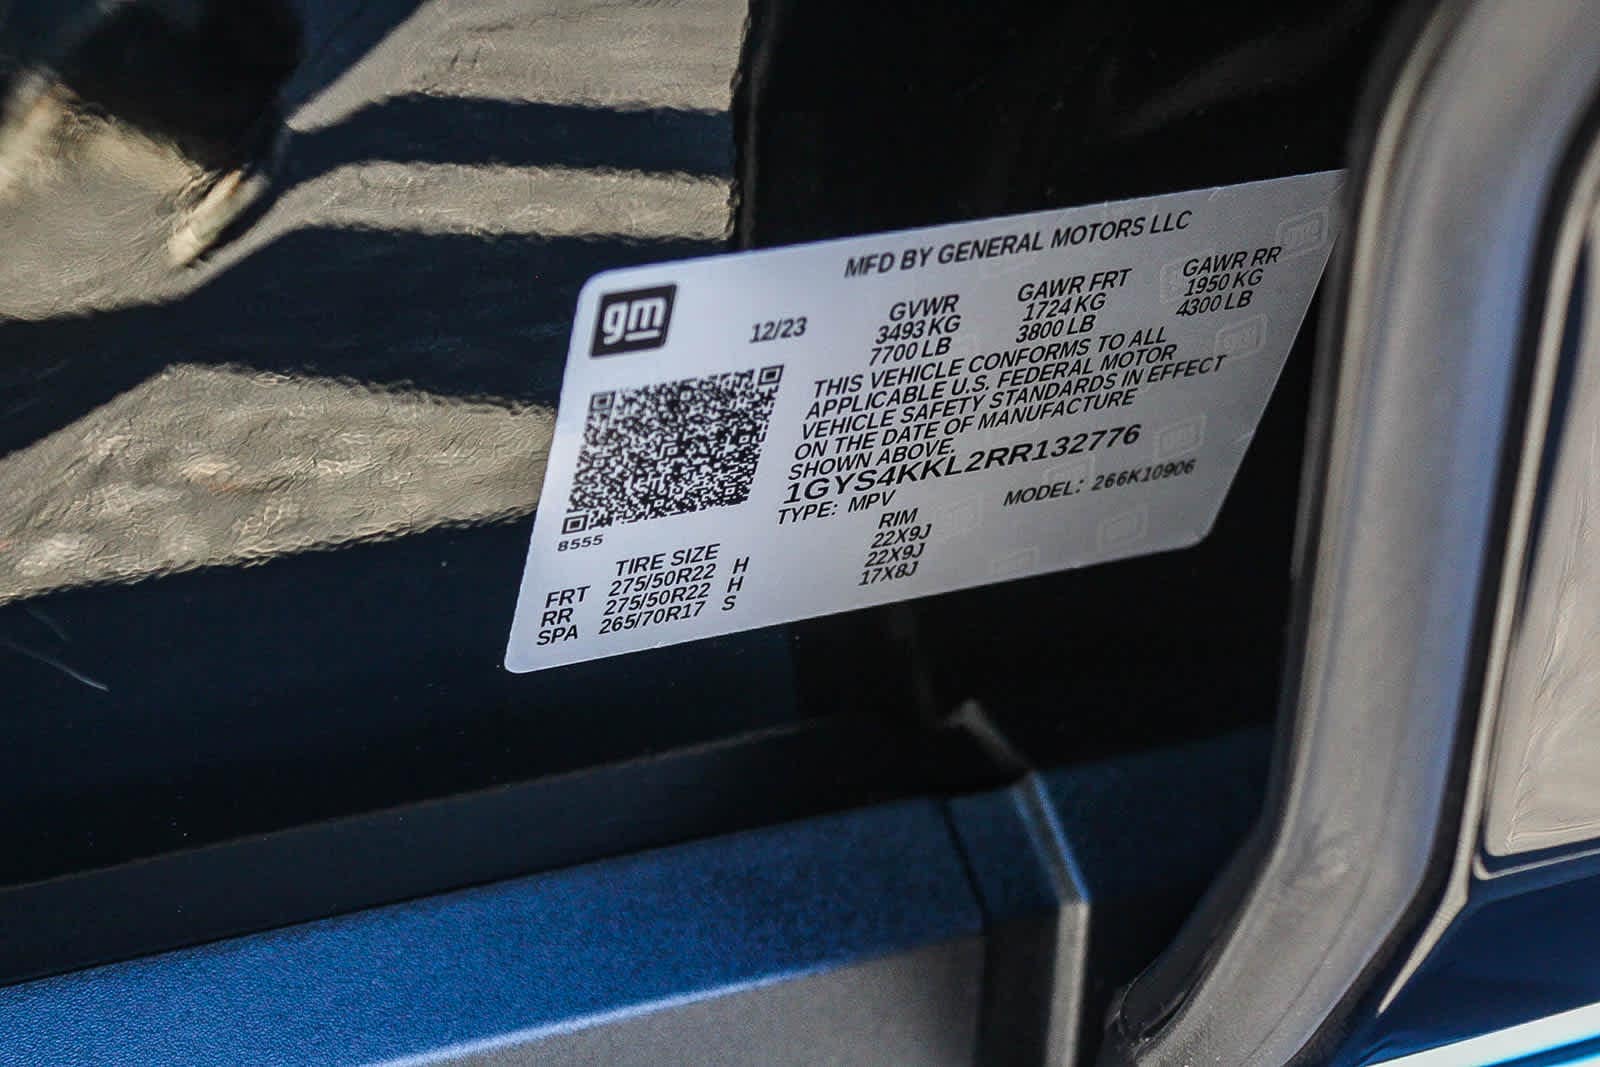 MFD BY GENERAL MOTORS LLC
gm
12/23
GVWR GAWR FRT GAWR RR
3493 KG 1724 KG 1950 KG
7700 LB 3800 LB 4300 LB
THIS VEHICLE CONFORMS TO ALL
APPLICABLE U.S. FEDERAL MOTOR
VEHICLE SAFETY STANDARDS IN EFFECT
ON THE DATE OF MANUFACTURE
SHOWN ABOVE.
1GYS4KKL2RR132776
TYPE: MPV MODEL: 266K10906
8555
TIRE SIZE RIM
FRT 275/50R22 H 22X9J
RR 275/50R22 H 22X9J
SPA 265/70R17 S 17X8J